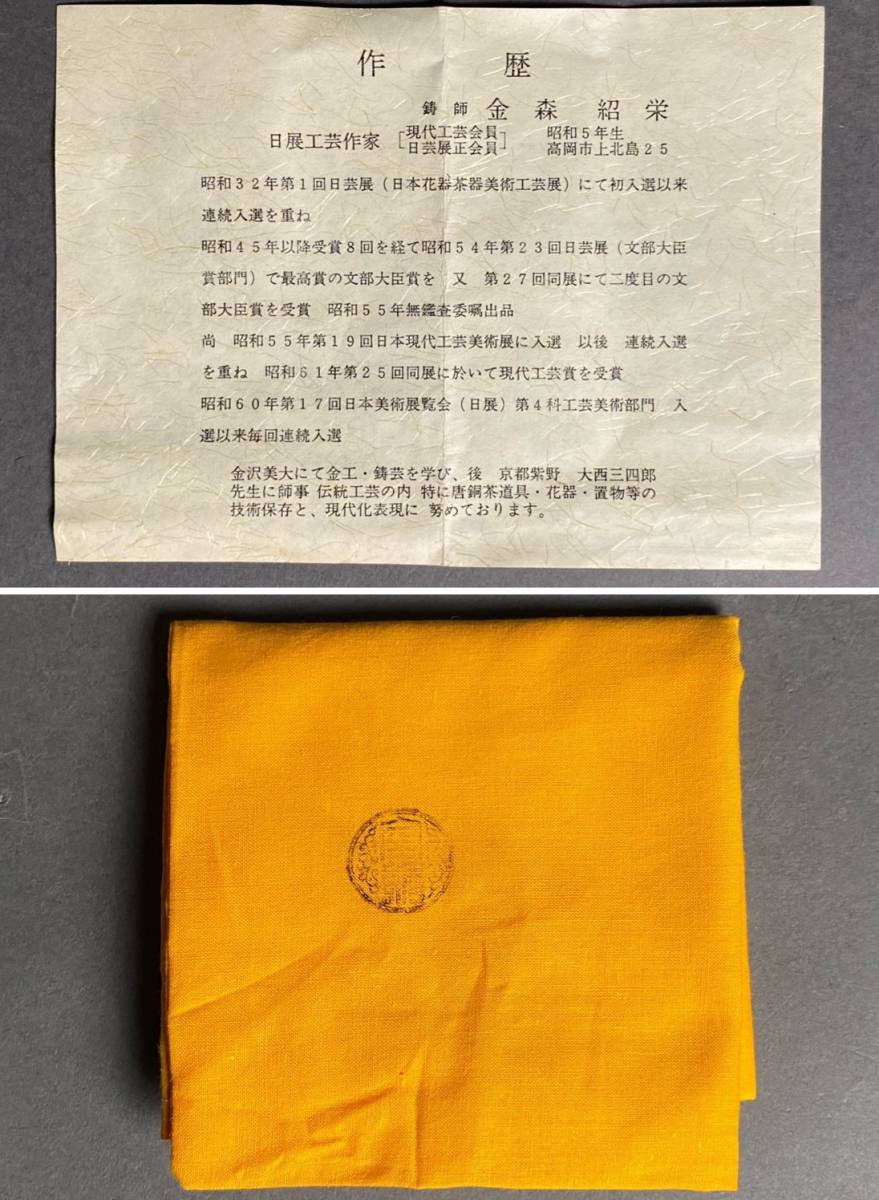 作　歴
鋳師 金森紹栄
日展工芸作家 [現代工芸会員 日芸展正会員] 昭和5年生 高岡市上北島25
昭和32年第1回日芸展(日本花器茶器美術工芸展)にて初入選以来
連続入選を重ね
昭和45年以降受賞8回を経て昭和54年第23回日芸展(文部大臣
賞部門)で最高賞の文部大臣賞を　又　第27回同展にて二度目の文
部大臣賞を受賞　昭和55年無鑑査委嘱出品
尚　昭和55年第19回日本現代工芸美術展に入選　以後　連続入選
を重ね　昭和61年第25回同展に於いて現代工芸賞を受賞
昭和60年第17回日本美術展覧会(日展)第4科工芸美術部門　入
選以来毎回連続入選
金沢美大にて金工・鋳芸を学び、後　京都紫野　大西三四郎
先生に師事 伝統工芸の内 特に唐銅茶道具・花器・置物等の
技術保存と、現代化表現に 努めております。